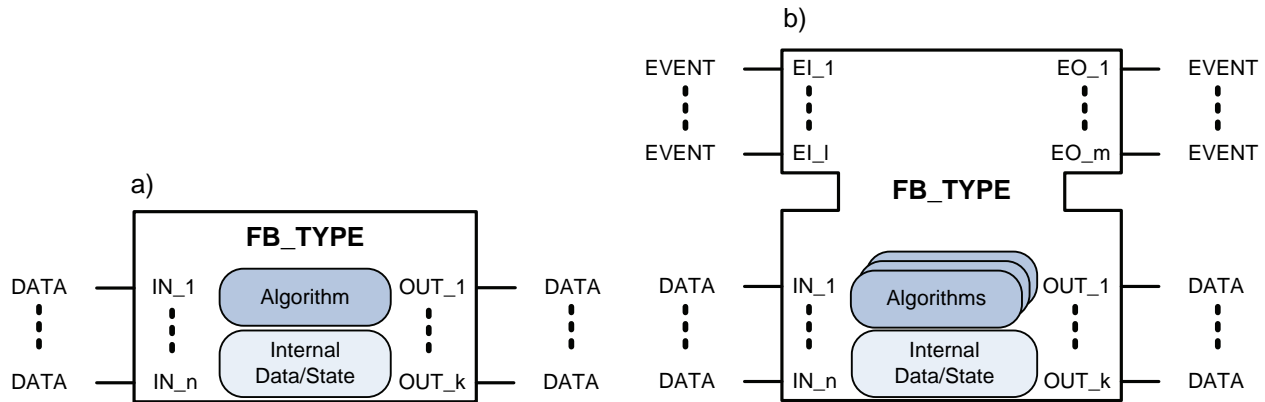 a)
FB_TYPE
DATA IN_1 Algorithm OUT_1 DATA
Internal
Data/State
DATA IN_n OUT_k DATA
b)
EVENT EI_1 EO_1 EVENT
EVENT EI_l EO_m EVENT
FB_TYPE
DATA IN_1 Algorithms OUT_1 DATA
Internal
Data/State
DATA IN_n OUT_k DATA